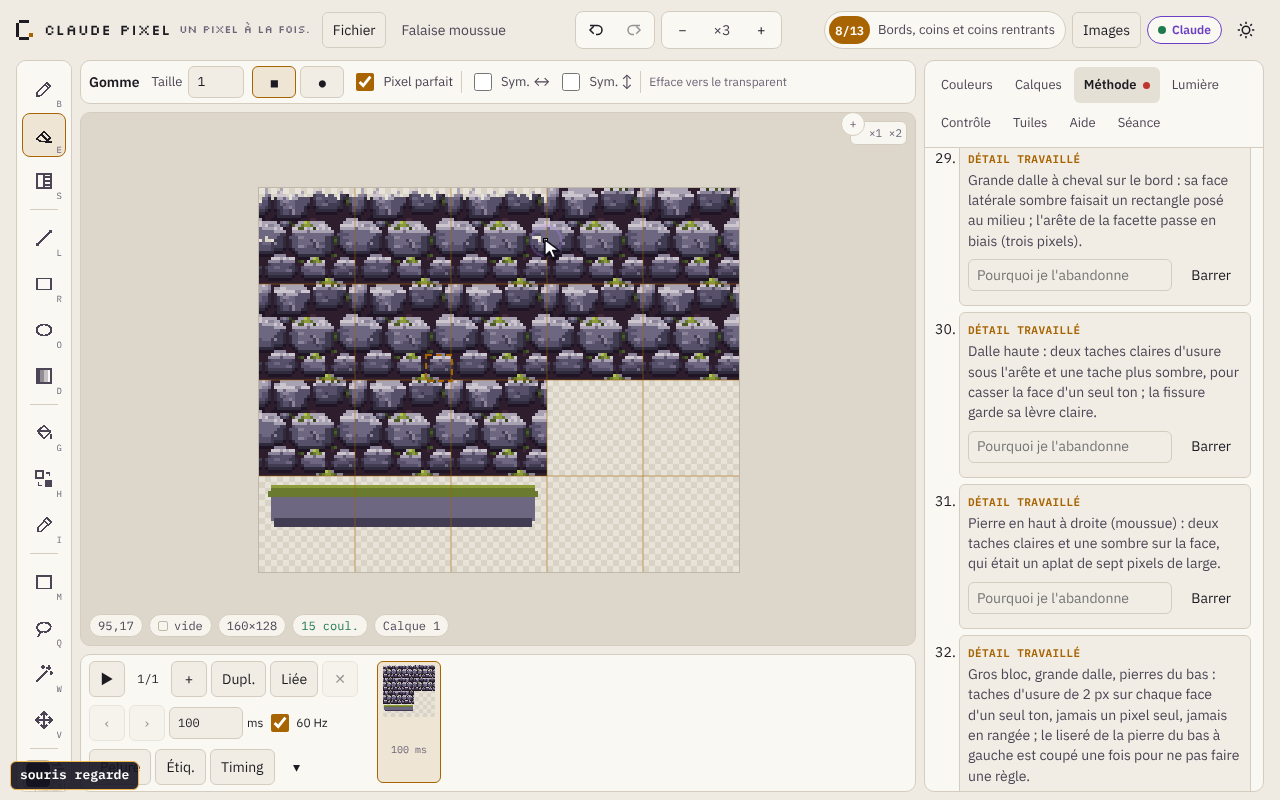 CLAUDE PIXEL UN PIXEL À LA FOIS.
Fichier
Falaise moussue
− ×3 +
8/13 Bords, coins et coins rentrants
Images
Claude
Gomme Taille 1 ■ ● Pixel parfait Sym. ↔ Sym. ↕ Efface vers le transparent
B
E
S
L
R
O
D
G
H
I
M
Q
W
V
+
×1 ×2
95,17
vide
160×128
15 coul.
Calque 1
1/1 + Dupl. Liée ×
‹ › 100 ms 60 Hz
Étiq. Timing ▼
100 ms
souris regarde
Couleurs Calques Méthode Lumière
Contrôle Tuiles Aide Séance
29. DÉTAIL TRAVAILLÉ
Grande dalle à cheval sur le bord : sa face
latérale sombre faisait un rectangle posé
au milieu ; l'arête de la facette passe en
biais (trois pixels).
Pourquoi je l'abandonne Barrer
30. DÉTAIL TRAVAILLÉ
Dalle haute : deux taches claires d'usure
sous l'arête et une tache plus sombre, pour
casser la face d'un seul ton ; la fissure
garde sa lèvre claire.
Pourquoi je l'abandonne Barrer
31. DÉTAIL TRAVAILLÉ
Pierre en haut à droite (moussue) : deux
taches claires et une sombre sur la face,
qui était un aplat de sept pixels de large.
Pourquoi je l'abandonne Barrer
32. DÉTAIL TRAVAILLÉ
Gros bloc, grande dalle, pierres du bas :
taches d'usure de 2 px sur chaque face
d'un seul ton, jamais un pixel seul, jamais
en rangée ; le liseré de la pierre du bas à
gauche est coupé une fois pour ne pas faire
une règle.